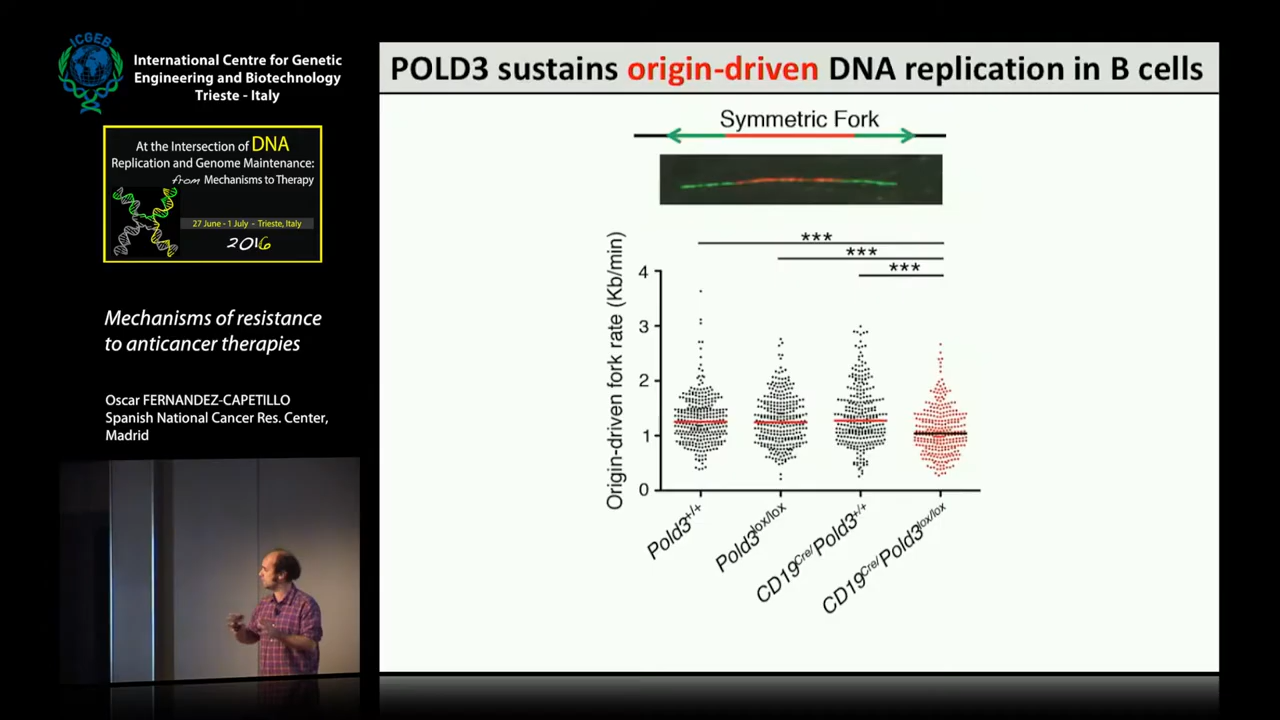 ICGEB
International Centre for Genetic
Engineering and Biotechnology
Trieste - Italy
At the Intersection of DNA
Replication and Genome Maintenance:
from Mechanisms to Therapy
27 June - 1 July – Trieste, Italy
2016
Mechanisms of resistance
to anticancer therapies
Oscar FERNANDEZ-CAPETILLO
Spanish National Cancer Res. Center,
Madrid
POLD3 sustains origin-driven DNA replication in B cells
Symmetric Fork
***
***
***
Origin-driven fork rate (Kb/min)
4
3
2
1
0
Pold3+/+
Pold3lox/lox
CD19Cre/Pold3+/+
CD19Cre/Pold3lox/lox